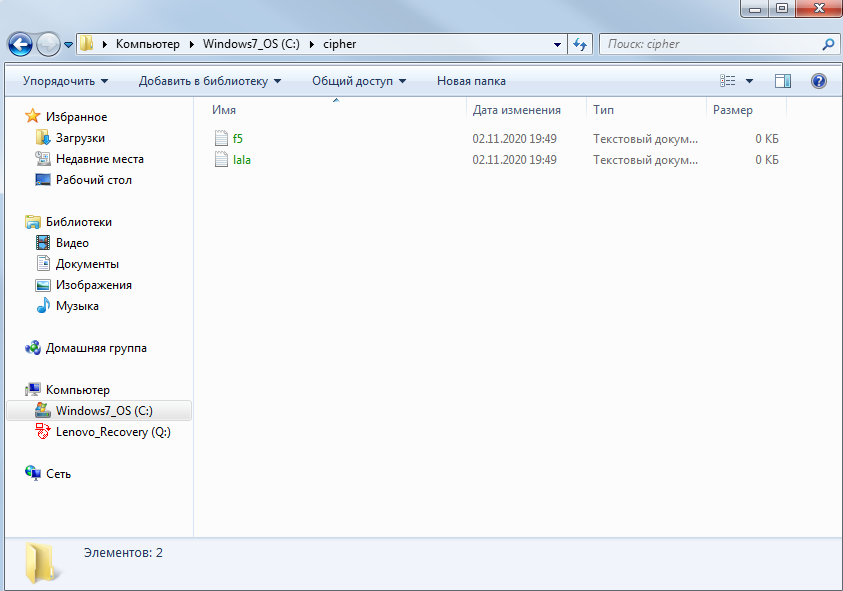 Компьютер ▸ Windows7_OS (C:) ▸ cipher
Поиск: cipher
Упорядочить Добавить в библиотеку Общий доступ Новая папка
Избранное
Загрузки
Недавние места
Рабочий стол
Библиотеки
Видео
Документы
Изображения
Музыка
Домашняя группа
Компьютер
Windows7_OS (C:)
Lenovo_Recovery (Q:)
Сеть
Имя Дата изменения Тип Размер
f5 02.11.2020 19:49 Текстовый докум... 0 КБ
lala 02.11.2020 19:49 Текстовый докум... 0 КБ
Элементов: 2